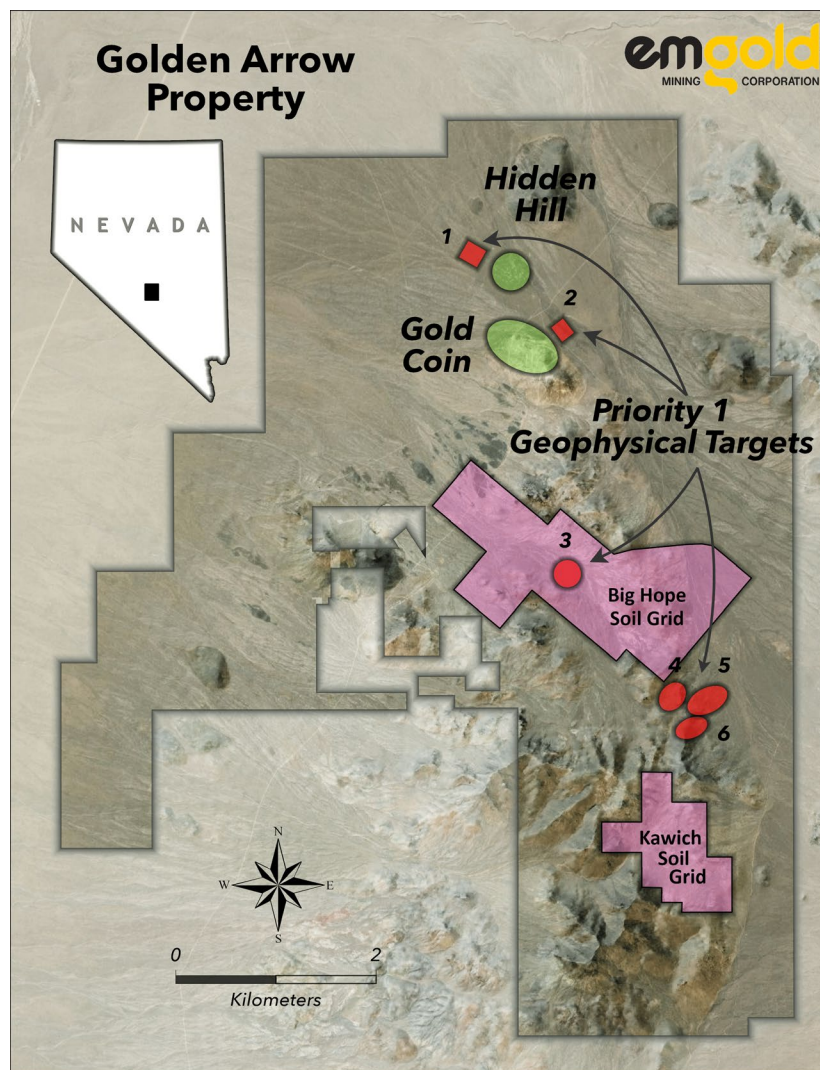 Golden Arrow
Property
emgold
MINING CORPORATION
NEVADA
Hidden
Hill
1
2
Gold
Coin
Priority 1
Geophysical Targets
3
Big Hope
Soil Grid
4
5
6
Kawich
Soil
Grid
N
W
E
S
0
2
Kilometers